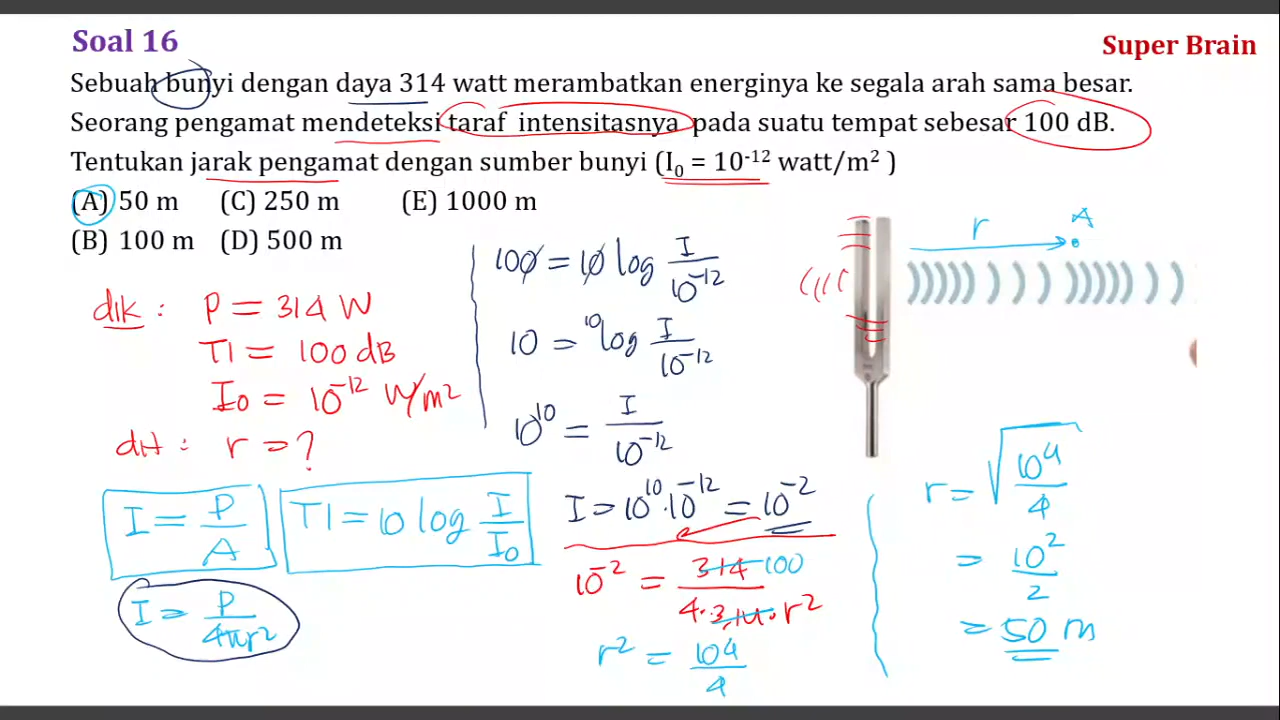 Soal 16
Super Brain
Sebuah bunyi dengan daya 314 watt merambatkan energinya ke segala arah sama besar.
Seorang pengamat mendeteksi taraf intensitasnya pada suatu tempat sebesar 100 dB.
Tentukan jarak pengamat dengan sumber bunyi (I₀ = 10⁻¹² watt/m² )
(A) 50 m (C) 250 m (E) 1000 m
(B) 100 m (D) 500 m
dik : P = 314 W
TI = 100 dB
I₀ = 10⁻¹² W/m²
dit : r = ?
I = P/A
TI = 10 log I/I₀
I = P/4πr²
100 = 10 log I/10⁻¹²
10 = ¹⁰log I/10⁻¹²
10¹⁰ = I/10⁻¹²
I = 10¹⁰ · 10⁻¹² = 10⁻²
10⁻² = 314 100/4 · 3,14 · r²
r² = 10⁴/4
r A
r = √10⁴/4
= 10²/2
= 50 m